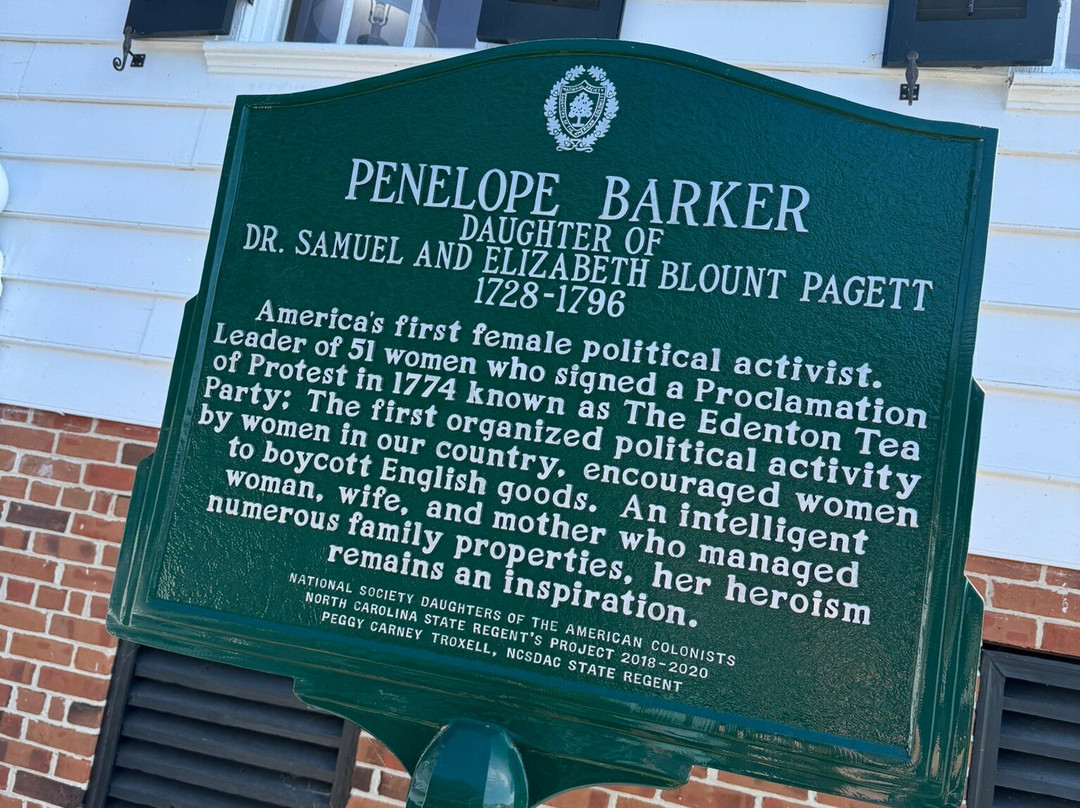 PENELOPE BARKER
DAUGHTER OF
DR. SAMUEL AND ELIZABETH BLOUNT PAGETT
1728-1796
America's first female political activist.
Leader of 51 women who signed a Proclamation
of Protest in 1774 known as The Edenton Tea
Party; The first organized political activity
by women in our country, encouraged women
to boycott English goods. An intelligent
woman, wife, and mother who managed
numerous family properties, her heroism
remains an inspiration.
NATIONAL SOCIETY DAUGHTERS OF THE AMERICAN COLONISTS
NORTH CAROLINA STATE REGENT'S PROJECT 2018-2020
PEGGY CARNEY TROXELL, NCSDAC STATE REGENT